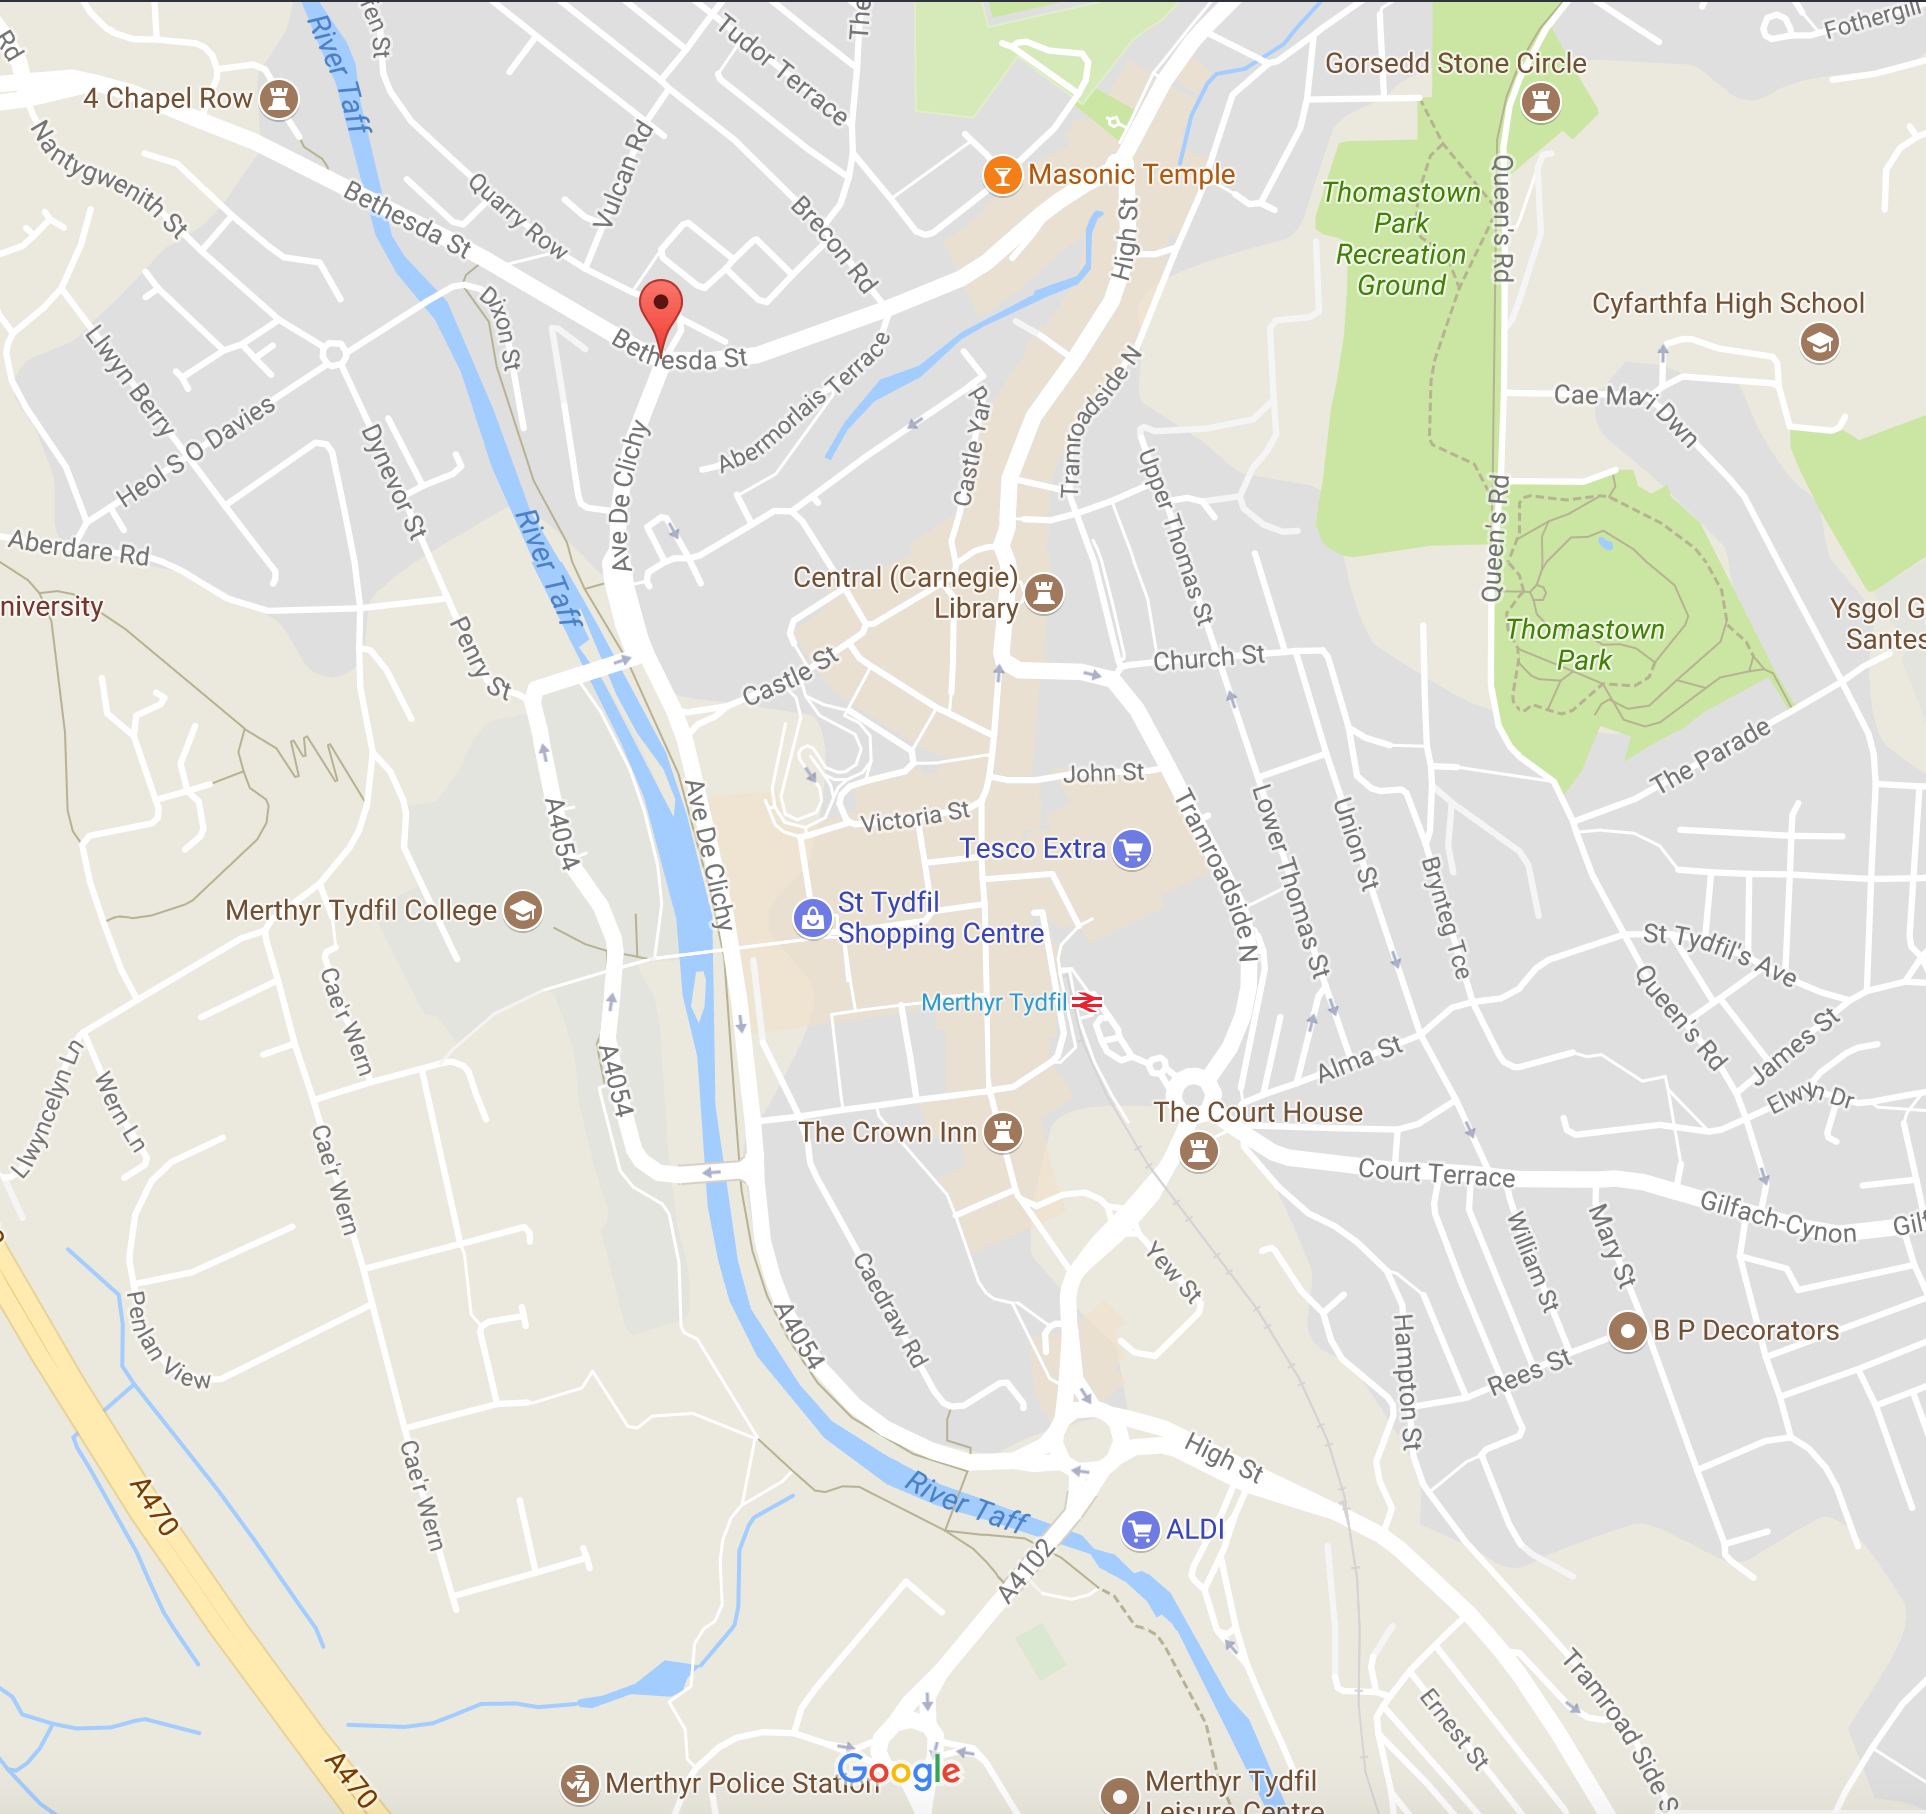 Rd
River Taff
fen St
Tudor Terrace
The
Fothergill
Gorsedd Stone Circle
4 Chapel Row
Nantygwenith St
Vulcan Rd
Quarry Row
Bethesda St
Brecon Rd
Masonic Temple
High St
Thomastown
Park
Recreation
Ground
Queen's Rd
Cyfarthfa High School
Dixon St
Bethesda St
Llwyn Berry
Heol S O Davies
Dynevor St
Ave De Clichy
Abermorlais Terrace
Castle Yard
Tramroadside N
Upper Thomas St
Cae Mari Dwn
Queen's Rd
Aberdare Rd
River Taff
niversity
Central (Carnegie)
Library
Penry St
Castle St
Church St
Thomastown
Park
Ysgol G
Santes
The Parade
John St
Victoria St
A4054
Ave De Clichy
Tesco Extra
Tramroadside N
Lower Thomas St
Union St
Brynteg Tce
Merthyr Tydfil College
St Tydfil
Shopping Centre
St Tydfil's Ave
Queen's Rd
Cae'r Wern
Merthyr Tydfil
James St
Alma St
Elwyn Dr
Llwyncelyn Ln
Wern Ln
A4054
The Court House
The Crown Inn
Cae'r Wern
Court Terrace
Gilfach-Cynon
Gilf
Mary St
William St
Yew St
Caedraw Rd
Penlan View
A4054
Hampton St
B P Decorators
Rees St
High St
Cae'r Wern
A470
River Taff
ALDI
A4102
Tramroad Side S
Ernest St
A470
Merthyr Police Station
Google
Merthyr Tydfil
Leisure Centre